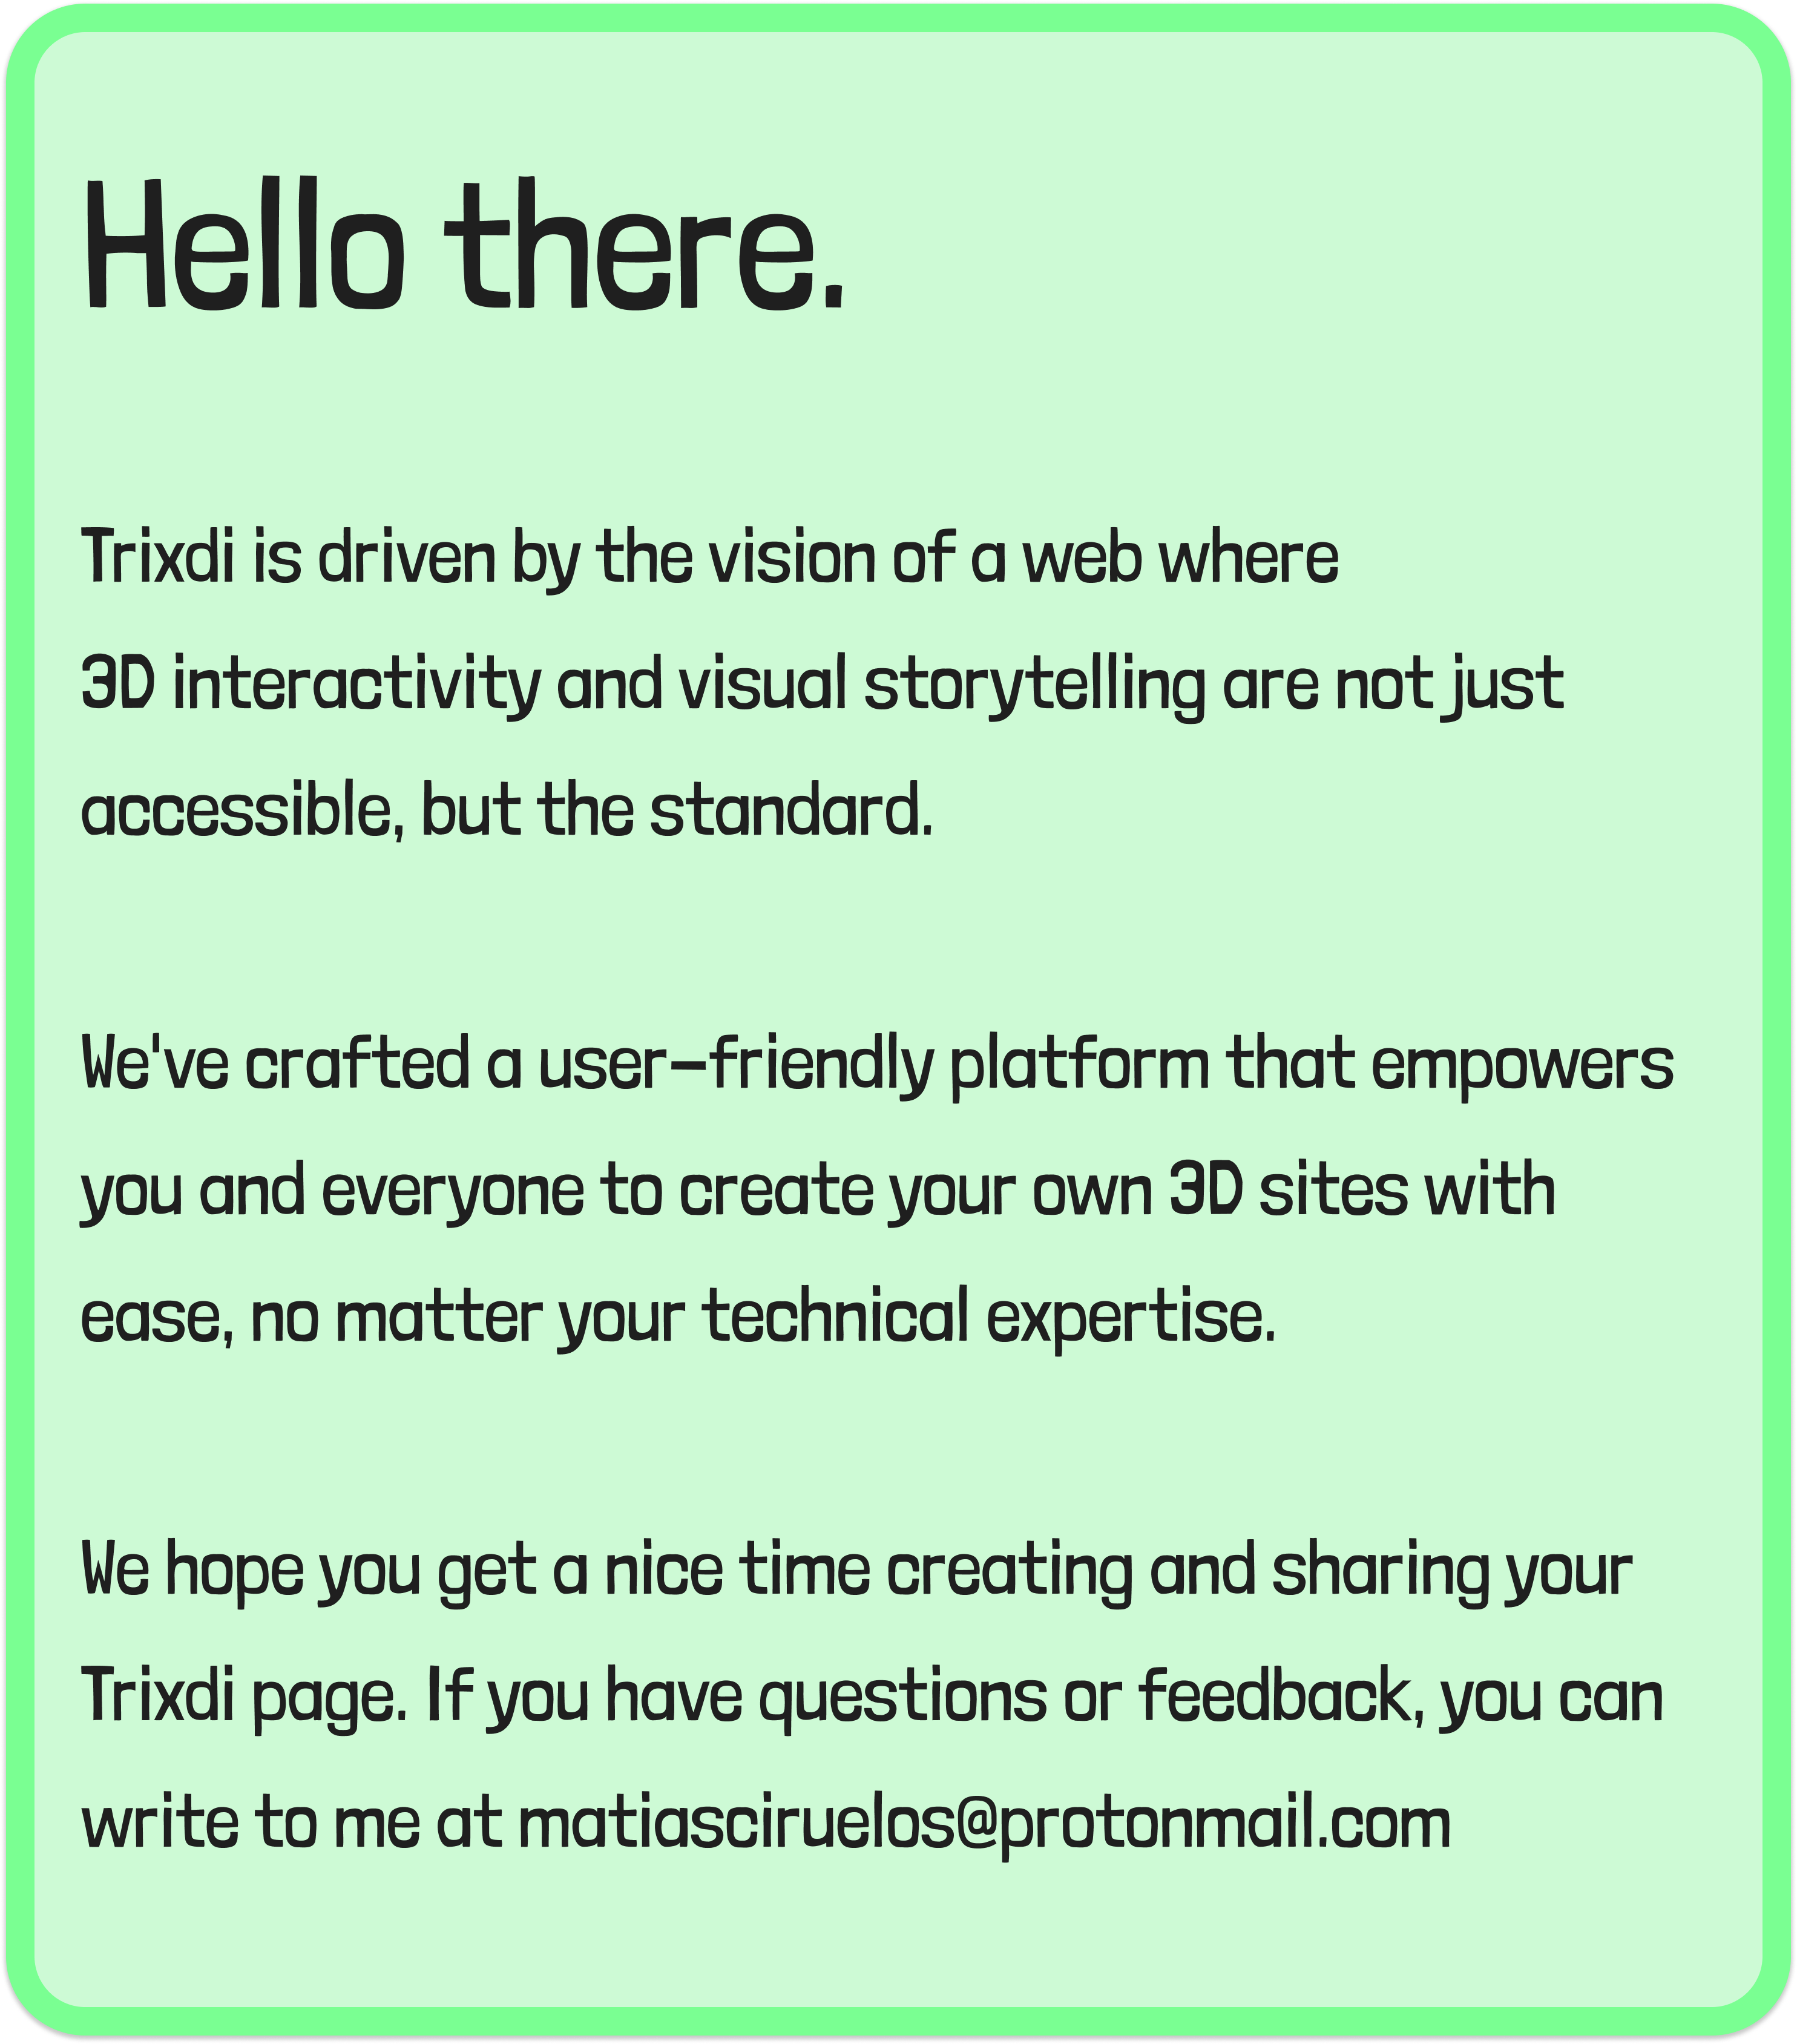 Hello there.
Trixdi is driven by the vision of a web where
3D interactivity and visual storytelling are not just
accessible, but the standard.
We've crafted a user-friendly platform that empowers
you and everyone to create your own 3D sites with
ease, no matter your technical expertise.
We hope you get a nice time creating and sharing your
Trixdi page. If you have questions or feedback, you can
write to me at matiasciruelos@protonmail.com